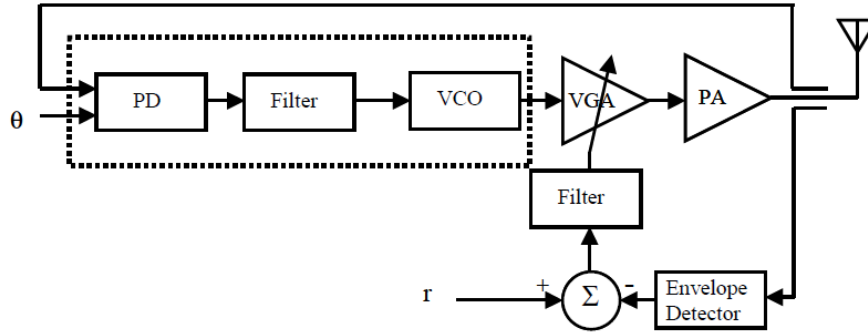 θ
PD
Filter
VCO
VGA
PA
Filter
r
+
Σ
-
Envelope
Detector